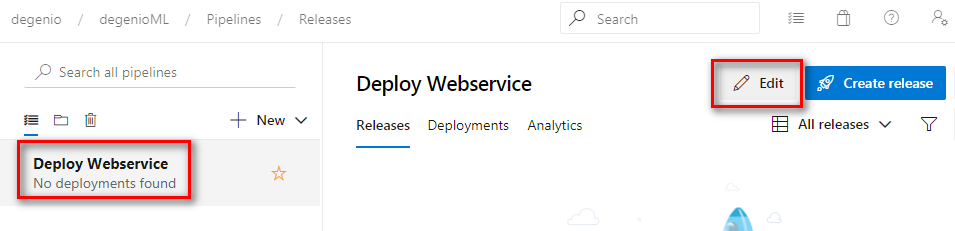 degenio / degenioML / Pipelines / Releases
Search
Search all pipelines
New
Deploy Webservice
No deployments found
Deploy Webservice
Edit
Create release
Releases Deployments Analytics
All releases